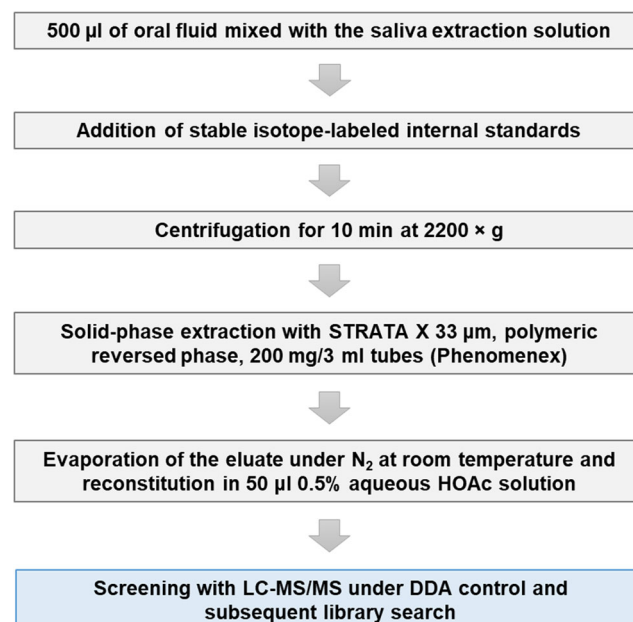 500 µl of oral fluid mixed with the saliva extraction solution
Addition of stable isotope-labeled internal standards
Centrifugation for 10 min at 2200 × g
Solid-phase extraction with STRATA X 33 µm, polymeric
reversed phase, 200 mg/3 ml tubes (Phenomenex)
Evaporation of the eluate under N₂ at room temperature and
reconstitution in 50 µl 0.5% aqueous HOAc solution
Screening with LC-MS/MS under DDA control and
subsequent library search